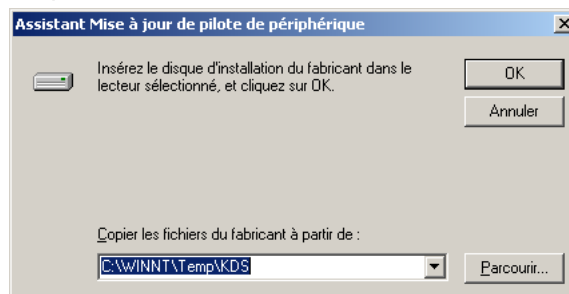 Assistant Mise à jour de pilote de périphérique
Insérez le disque d'installation du fabricant dans le
lecteur sélectionné, et cliquez sur OK.
OK
Annuler
Copier les fichiers du fabricant à partir de :
C:\WINNT\Temp\KDS
Parcourir...